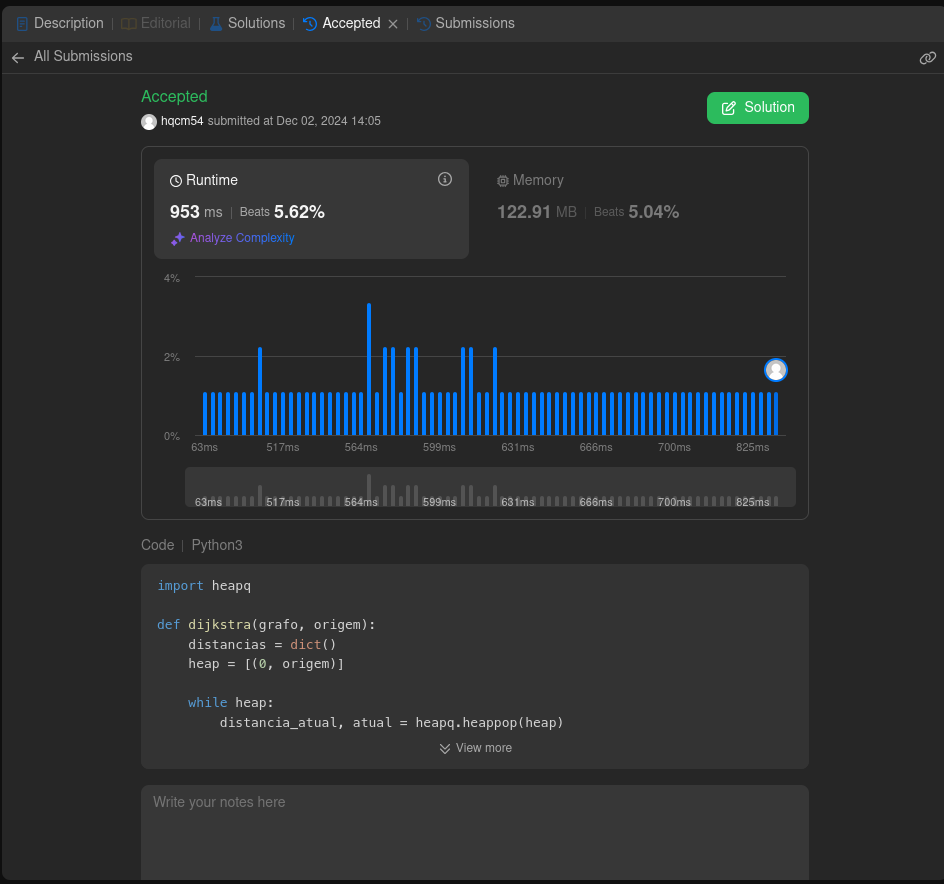 Description | Editorial | Solutions | Accepted | Submissions
All Submissions
Accepted
hqcm54 submitted at Dec 02, 2024 14:05
Solution
Runtime
953 ms | Beats 5.62%
Analyze Complexity
Memory
122.91 MB | Beats 5.04%
4%
2%
0%
63ms 517ms 564ms 599ms 631ms 666ms 700ms 825ms
63ms 517ms 564ms 599ms 631ms 666ms 700ms 825ms
Code | Python3
import heapq
def dijkstra(grafo, origem):
    distancias = dict()
    heap = [(0, origem)]
    while heap:
        distancia_atual, atual = heapq.heappop(heap)
View more
Write your notes here